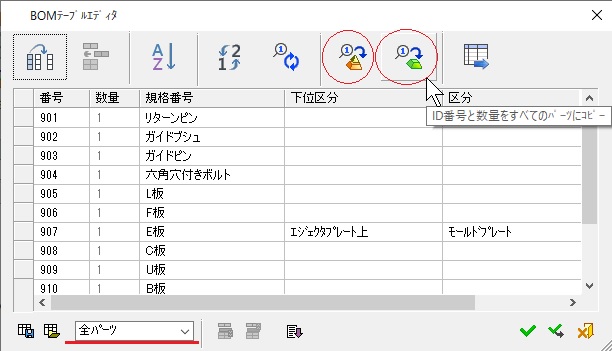 BOMﾃｰﾌﾞﾙｴﾃﾞｨﾀ
番号 数量 規格番号 下位区分 区分
ID番号と数量をすべてのﾊﾟｰﾂにｺﾋﾟｰ
901 1 ﾘﾀｰﾝﾋﾟﾝ
902 1 ｶﾞｲﾄﾞﾌﾞｼｭ
903 1 ｶﾞｲﾄﾞﾋﾟﾝ
904 1 六角穴付きﾎﾞﾙﾄ
905 1 L板
906 1 F板
907 1 E板 ｴｼﾞｪｸﾀﾌﾟﾚｰﾄ上 ﾓｰﾙﾄﾞﾌﾟﾚｰﾄ
908 1 C板
909 1 U板
910 1 B板
全ﾊﾟｰﾂ